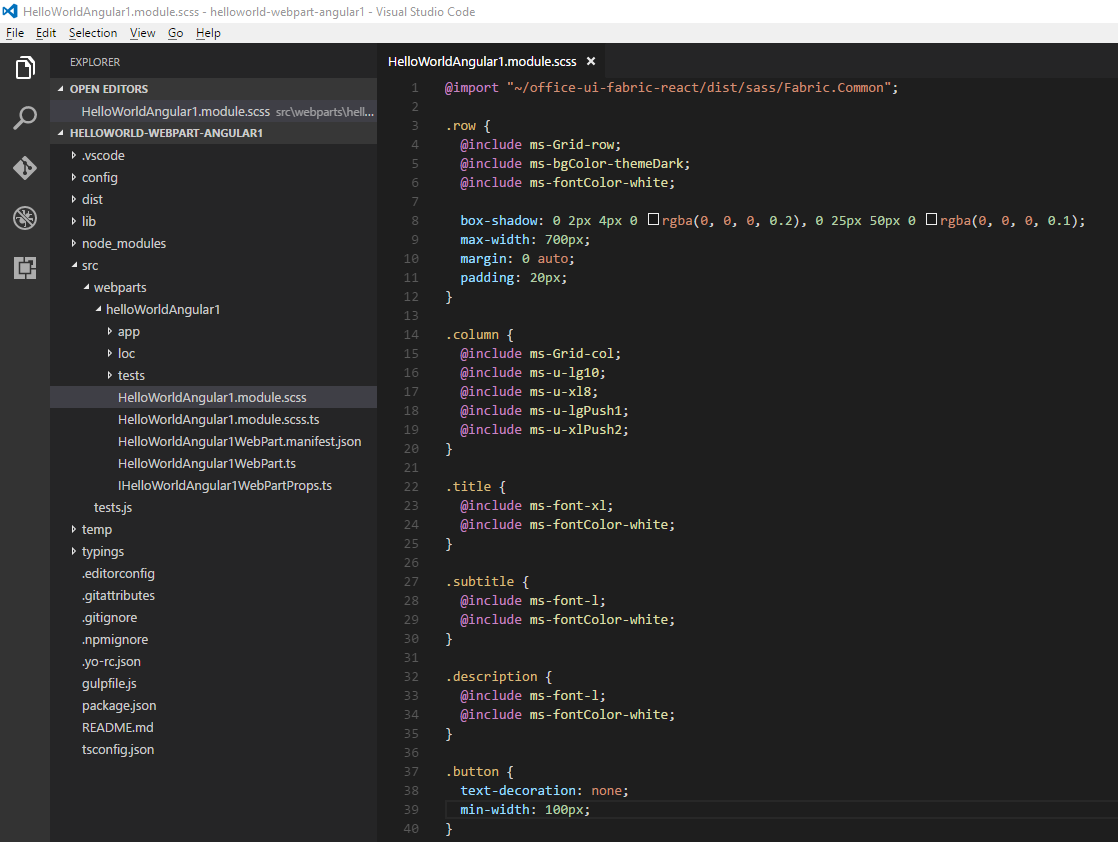 HelloWorldAngular1.module.scss - helloworld-webpart-angular1 - Visual Studio Code
File Edit Selection View Go Help
EXPLORER
OPEN EDITORS
HelloWorldAngular1.module.scss src\webparts\hell...
HELLOWORLD-WEBPART-ANGULAR1
.vscode
config
dist
lib
node_modules
src
webparts
helloWorldAngular1
app
loc
tests
HelloWorldAngular1.module.scss
HelloWorldAngular1.module.scss.ts
HelloWorldAngular1WebPart.manifest.json
HelloWorldAngular1WebPart.ts
IHelloWorldAngular1WebPartProps.ts
tests.js
temp
typings
.editorconfig
.gitattributes
.gitignore
.npmignore
.yo-rc.json
gulpfile.js
package.json
README.md
tsconfig.json
HelloWorldAngular1.module.scss ×
1 @import "~/office-ui-fabric-react/dist/sass/Fabric.Common";
2
3 .row {
4 @include ms-Grid-row;
5 @include ms-bgColor-themeDark;
6 @include ms-fontColor-white;
7
8 box-shadow: 0 2px 4px 0 rgba(0, 0, 0, 0.2), 0 25px 50px 0 rgba(0, 0, 0, 0.1);
9 max-width: 700px;
10 margin: 0 auto;
11 padding: 20px;
12 }
13
14 .column {
15 @include ms-Grid-col;
16 @include ms-u-lg10;
17 @include ms-u-xl8;
18 @include ms-u-lgPush1;
19 @include ms-u-xlPush2;
20 }
21
22 .title {
23 @include ms-font-xl;
24 @include ms-fontColor-white;
25 }
26
27 .subtitle {
28 @include ms-font-l;
29 @include ms-fontColor-white;
30 }
31
32 .description {
33 @include ms-font-l;
34 @include ms-fontColor-white;
35 }
36
37 .button {
38 text-decoration: none;
39 min-width: 100px;
40 }